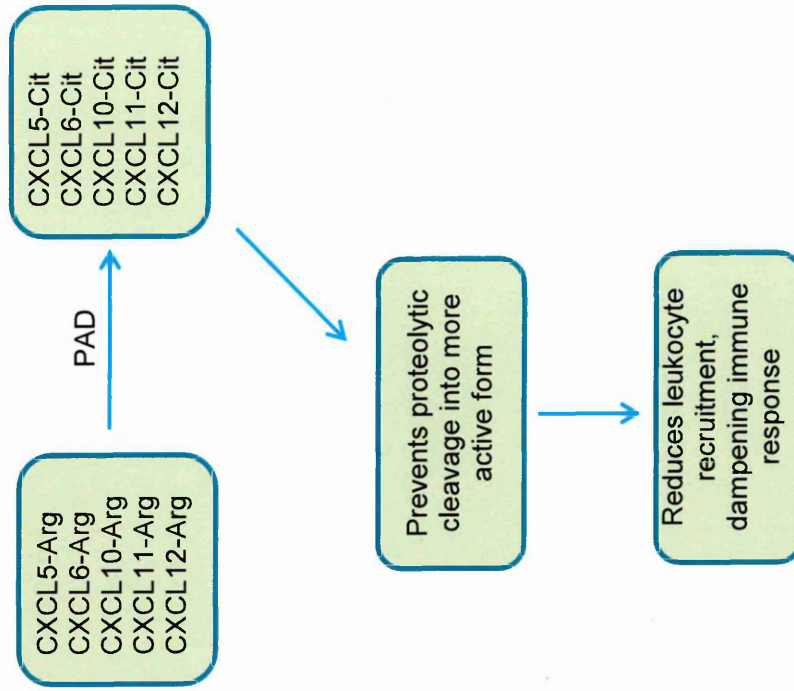 CXCL5-Arg
CXCL6-Arg
CXCL10-Arg
CXCL11-Arg
CXCL12-Arg
PAD
CXCL5-Cit
CXCL6-Cit
CXCL10-Cit
CXCL11-Cit
CXCL12-Cit
Prevents proteolytic
cleavage into more
active form
Reduces leukocyte
recruitment,
dampening immune
response